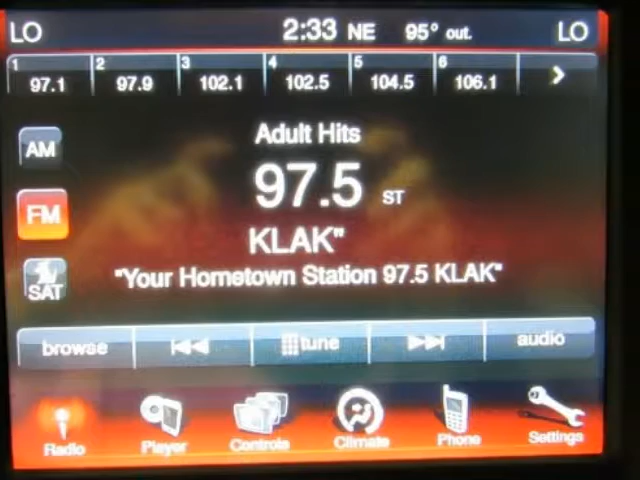 LO 2:33 NE 95° out. LO
1 2 3 4 5 6
97.1 97.9 102.1 102.5 104.5 106.1
Adult Hits
AM
97.5 ST
FM
KLAK"
"Your Hometown Station 97.5 KLAK"
SAT
browse tune audio
Radio Player Controls Climate Phone Settings